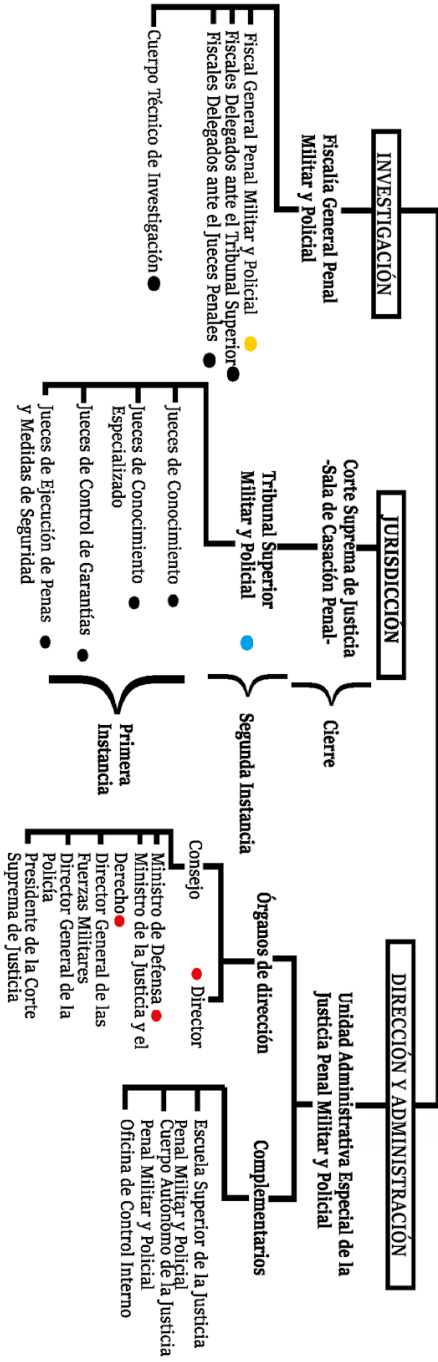 INVESTIGACIÓN
Fiscalía General Penal
Militar y Policial
Fiscal General Penal Militar y Policial
Fiscales Delegados ante el Tribunal Superior
Fiscales Delegados ante el Jueces Penales
Cuerpo Técnico de Investigación
JURISDICCIÓN
Corte Suprema de Justicia
-Sala de Casación Penal-
Cierre
Tribunal Superior
Militar y Policial
Segunda Instancia
Jueces de Conocimiento
Jueces de Conocimiento
Especializado
Jueces de Control de Garantías
Jueces de Ejecución de Penas
y Medidas de Seguridad
Primera
Instancia
DIRECCIÓN Y ADMINISTRACIÓN
Unidad Administrativa Especial de la
Justicia Penal Militar y Policial
Órganos de dirección
Consejo
Director
Ministro de Defensa
Ministro de la Justicia y el
Derecho
Director General de las
Fuerzas Militares
Director General de la
Policía
Presidente de la Corte
Suprema de Justicia
Complementarios
Escuela Superior de la Justicia
Penal Militar y Policial
Cuerpo Autónomo de la Justicia
Penal Militar y Policial
Oficina de Control Interno